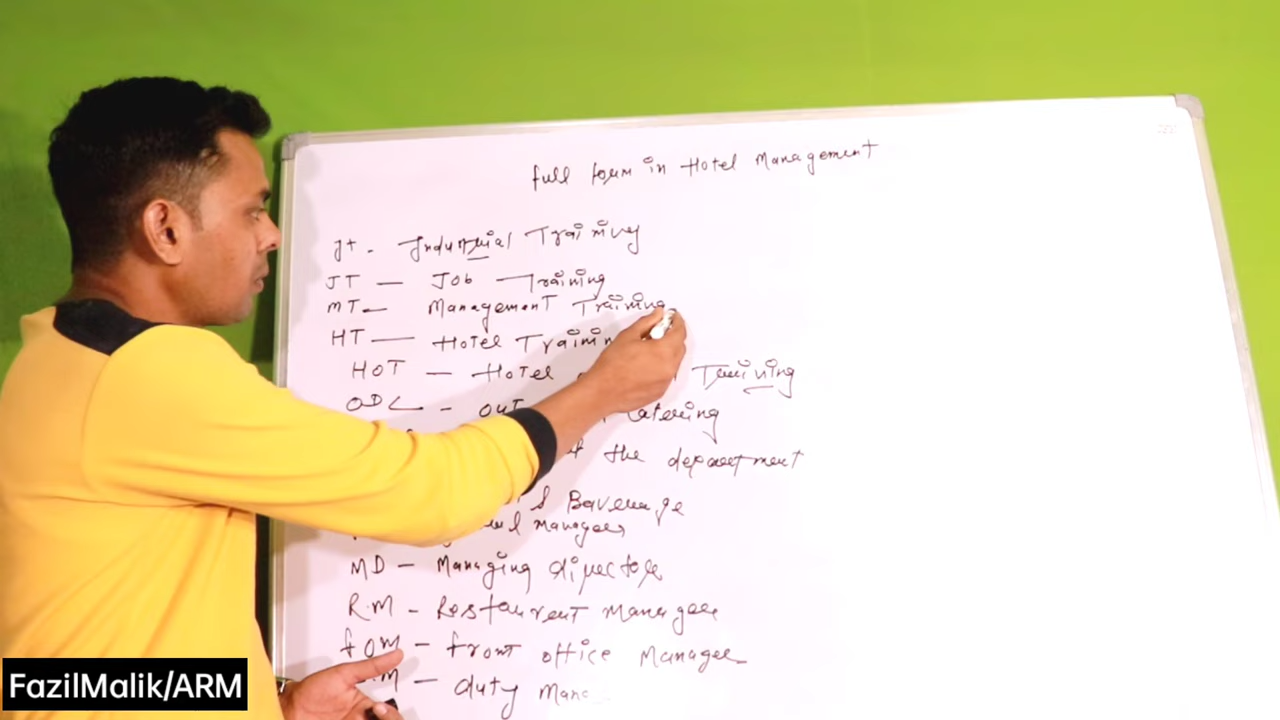 full form in Hotel Management
It - Industrial Training
JT - Job Training
MT - Management Training
HT - Hotel Trainin
HOT - Hotel Training
ODC - Out Catering
the department
& Baverage
manager
MD - Managing director
R.M - Restaurent Manager
fOM - front office Manager
M - duty Mana
FazilMalik/ARM